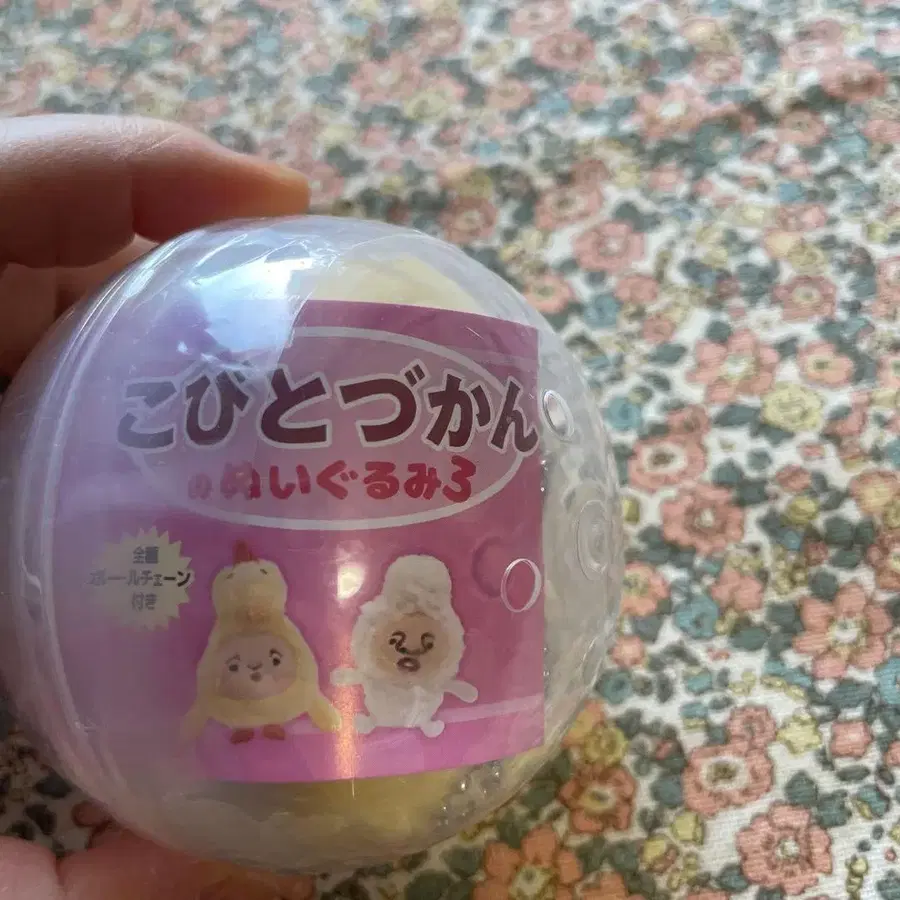 こびとづかん
のぬいぐるみ3
全種
ボールチェーン
付き